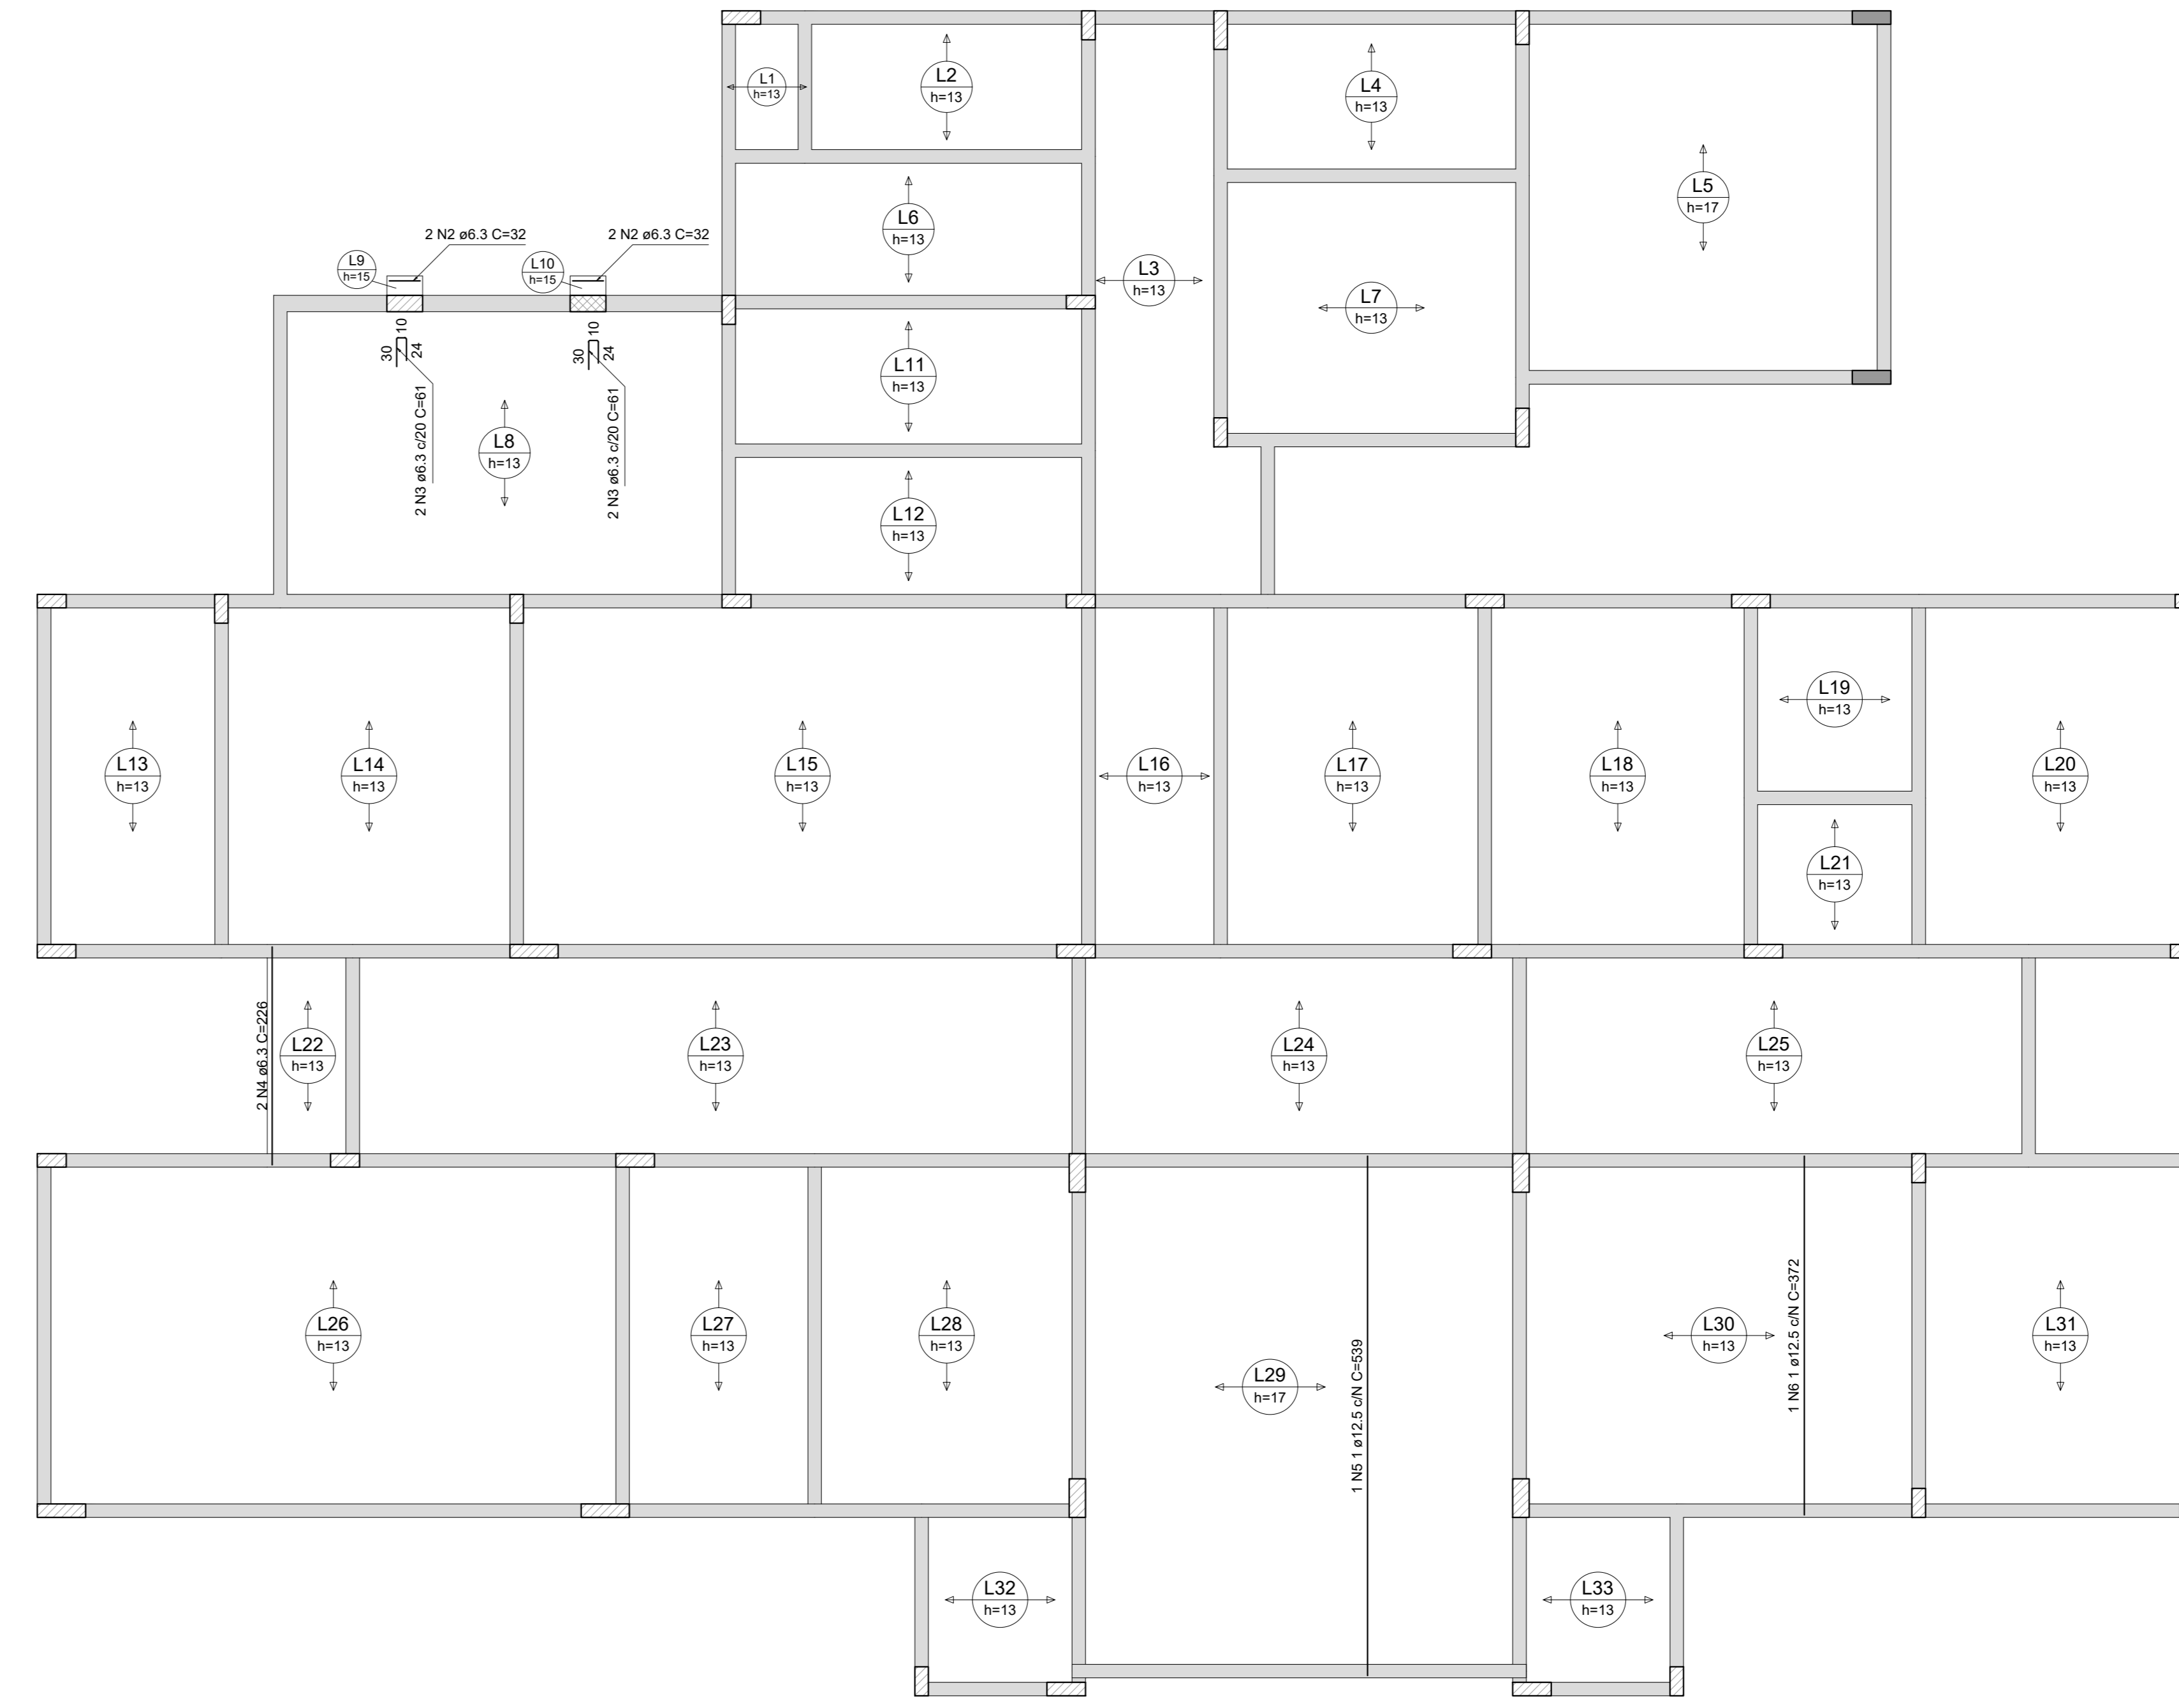 L1
h=13
L2
h=13
L4
h=13
L5
h=17
L6
h=13
2 N2 ø6.3 C=32
2 N2 ø6.3 C=32
L9
h=15
L10
h=15
L3
h=13
L7
h=13
10
30
24
2 N3 ø6.3 c/20 C=61
10
30
24
2 N3 ø6.3 c/20 C=61
L11
h=13
L8
h=13
L12
h=13
L13
h=13
L14
h=13
L15
h=13
L16
h=13
L17
h=13
L18
h=13
L19
h=13
L20
h=13
L21
h=13
2 N4 ø6.3 C=226
L22
h=13
L23
h=13
L24
h=13
L25
h=13
L26
h=13
L27
h=13
L28
h=13
L29
h=17
1 N5 1 ø12.5 c/N C=539
L30
h=13
1 N6 1 ø12.5 c/N C=372
L31
h=13
L32
h=13
L33
h=13